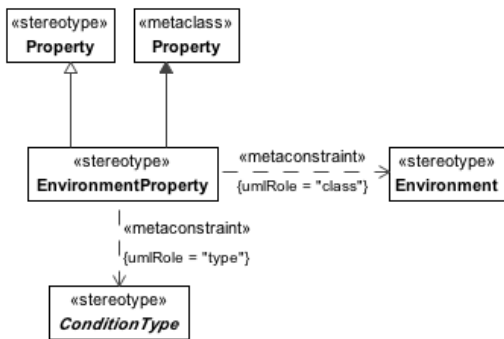 «stereotype»
Property
«metaclass»
Property
«stereotype»
EnvironmentProperty
«metaconstraint»
{umlRole = "class"}
«stereotype»
Environment
«metaconstraint»
{umlRole = "type"}
«stereotype»
ConditionType